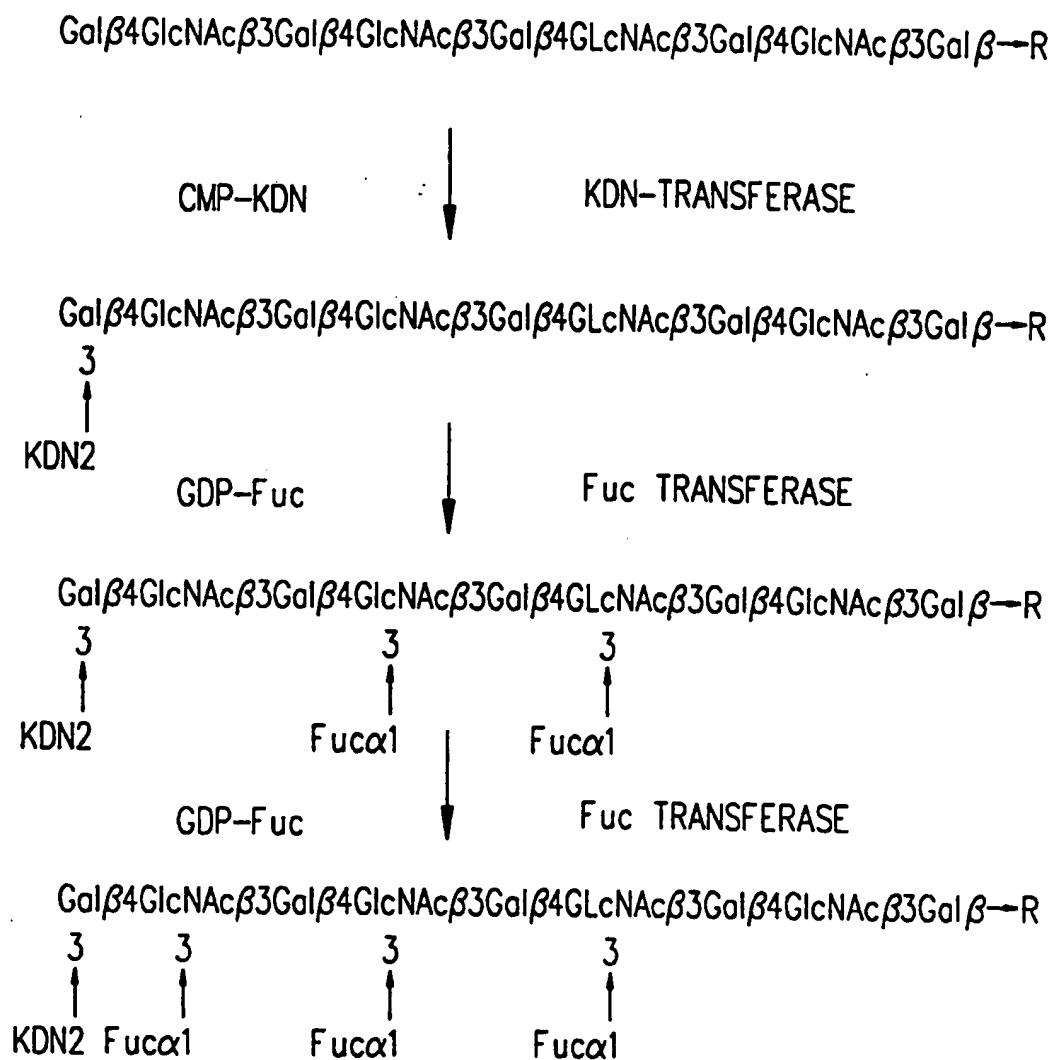 Galβ4GlcNAcβ3Galβ4GlcNAcβ3Galβ4GLcNAcβ3Galβ4GlcNAcβ3Galβ→R
CMP–KDN KDN–TRANSFERASE
Galβ4GlcNAcβ3Galβ4GlcNAcβ3Galβ4GLcNAcβ3Galβ4GlcNAcβ3Galβ→R
3
KDN2
GDP–Fuc Fuc TRANSFERASE
Galβ4GlcNAcβ3Galβ4GlcNAcβ3Galβ4GLcNAcβ3Galβ4GlcNAcβ3Galβ→R
3 3 3
KDN2 Fucα1 Fucα1
GDP–Fuc Fuc TRANSFERASE
Galβ4GlcNAcβ3Galβ4GlcNAcβ3Galβ4GLcNAcβ3Galβ4GlcNAcβ3Galβ→R
3 3 3 3
KDN2 Fucα1 Fucα1 Fucα1